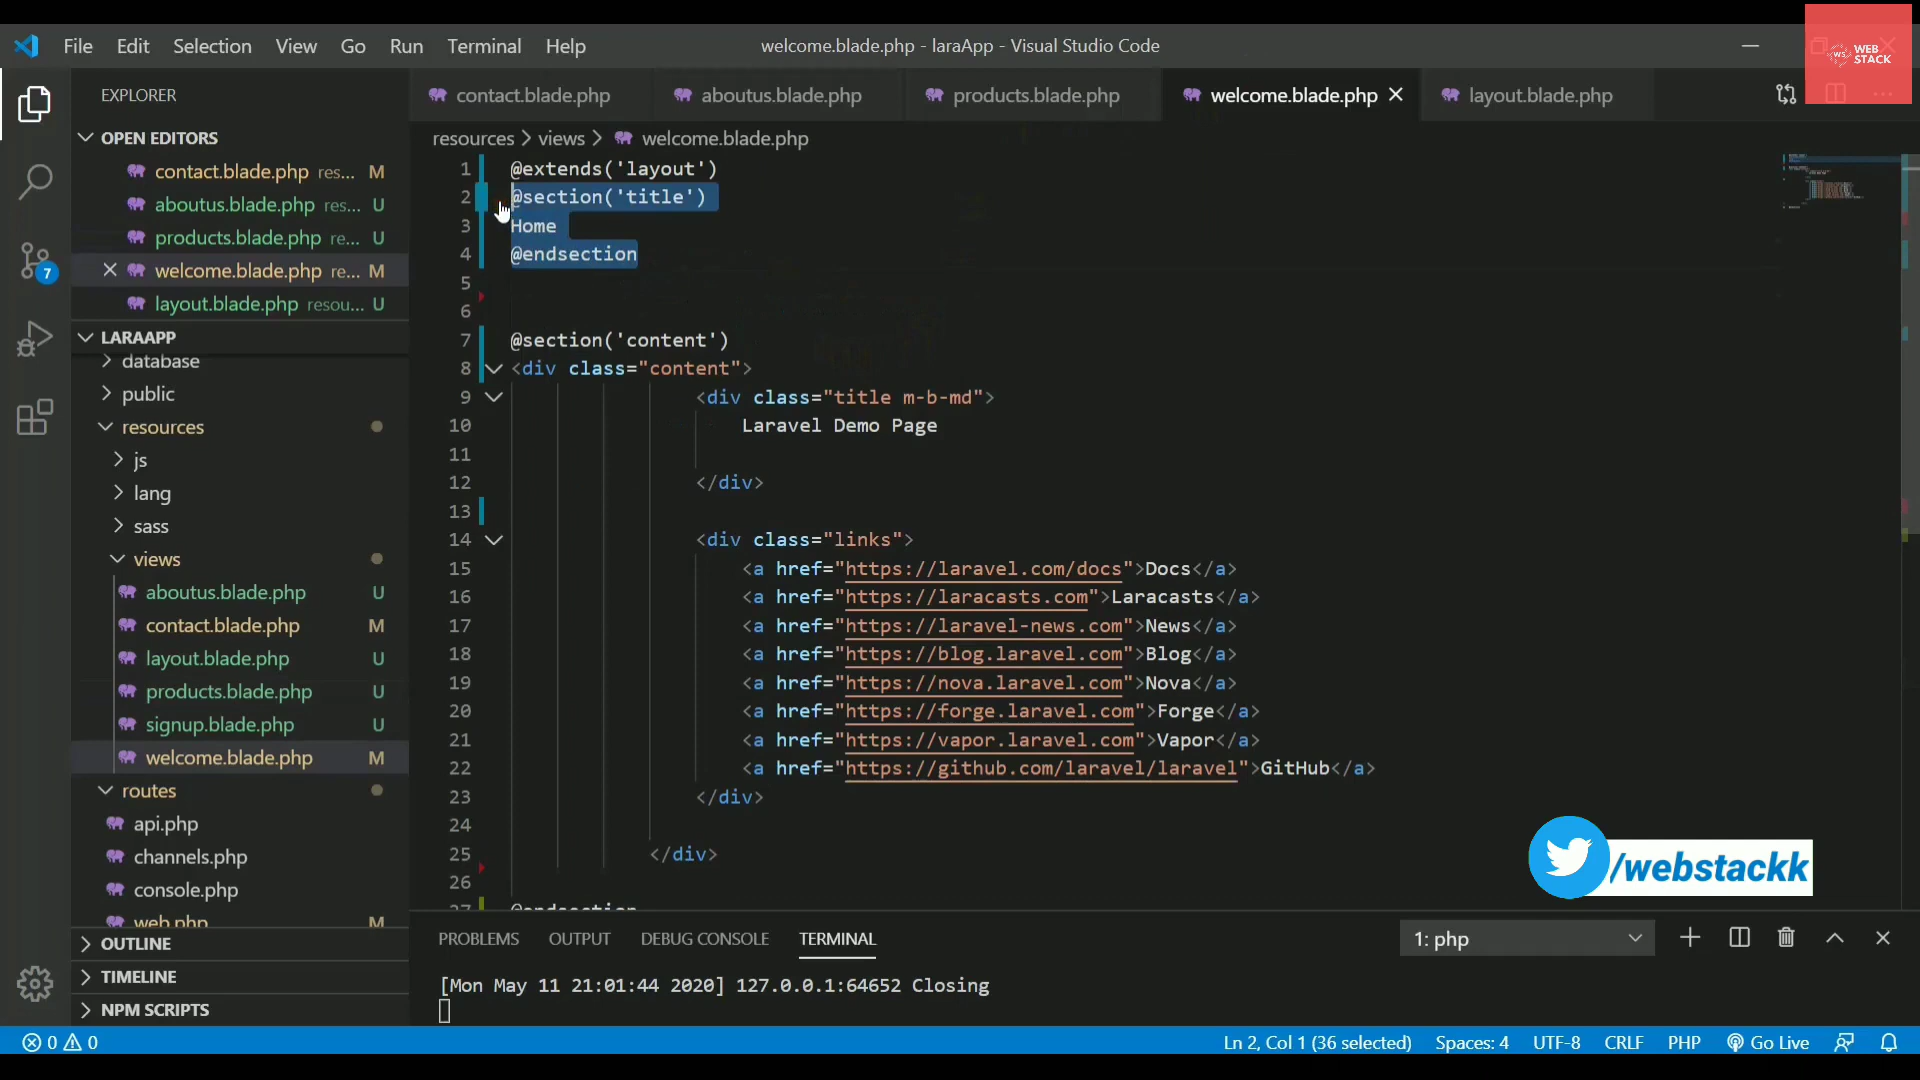 File Edit Selection View Go Run Terminal Help
welcome.blade.php - laraApp - Visual Studio Code
WS WEB STACK
EXPLORER
OPEN EDITORS
contact.blade.php res... M
aboutus.blade.php res... U
products.blade.php re... U
welcome.blade.php re... M
layout.blade.php resou... U
7
LARAAPP
database
public
resources
js
lang
sass
views
aboutus.blade.php U
contact.blade.php M
layout.blade.php U
products.blade.php U
signup.blade.php U
welcome.blade.php M
routes
api.php
channels.php
console.php
web.php M
OUTLINE
TIMELINE
NPM SCRIPTS
contact.blade.php aboutus.blade.php products.blade.php welcome.blade.php layout.blade.php
resources > views > welcome.blade.php
1 @extends('layout')
2 @section('title')
3 Home
4 @endsection
5
6
7 @section('content')
8 <div class="content">
9 <div class="title m-b-md">
10 Laravel Demo Page
11
12 </div>
13
14 <div class="links">
15 <a href="https://laravel.com/docs">Docs</a>
16 <a href="https://laracasts.com">Laracasts</a>
17 <a href="https://laravel-news.com">News</a>
18 <a href="https://blog.laravel.com">Blog</a>
19 <a href="https://nova.laravel.com">Nova</a>
20 <a href="https://forge.laravel.com">Forge</a>
21 <a href="https://vapor.laravel.com">Vapor</a>
22 <a href="https://github.com/laravel/laravel">GitHub</a>
23 </div>
24
25 </div>
26
27 @endsection
/webstackk
PROBLEMS OUTPUT DEBUG CONSOLE TERMINAL
1: php
[Mon May 11 21:01:44 2020] 127.0.0.1:64652 Closing
0 0
Ln 2, Col 1 (36 selected) Spaces: 4 UTF-8 CRLF PHP Go Live